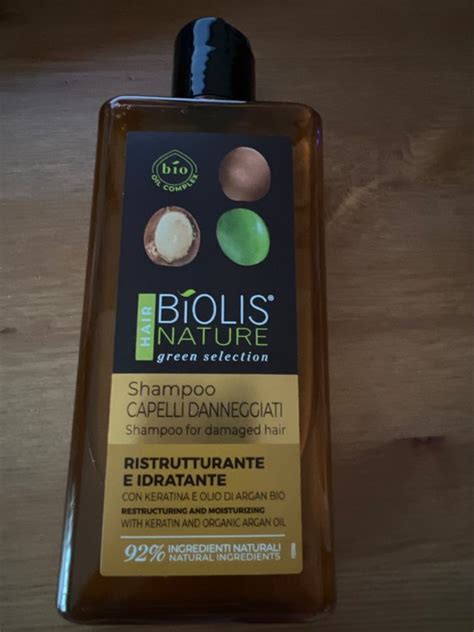 bio
OIL COMPLEX
HAIR
BiOLIS®
NATURE
green selection
Shampoo
CAPELLI DANNEGGIATI
Shampoo for damaged hair
RISTRUTTURANTE
E IDRATANTE
CON KERATINA E OLIO DI ARGAN BIO
RESTRUCTURING AND MOISTURIZING
WITH KERATIN AND ORGANIC ARGAN OIL
92% INGREDIENTI NATURALI
NATURAL INGREDIENTS